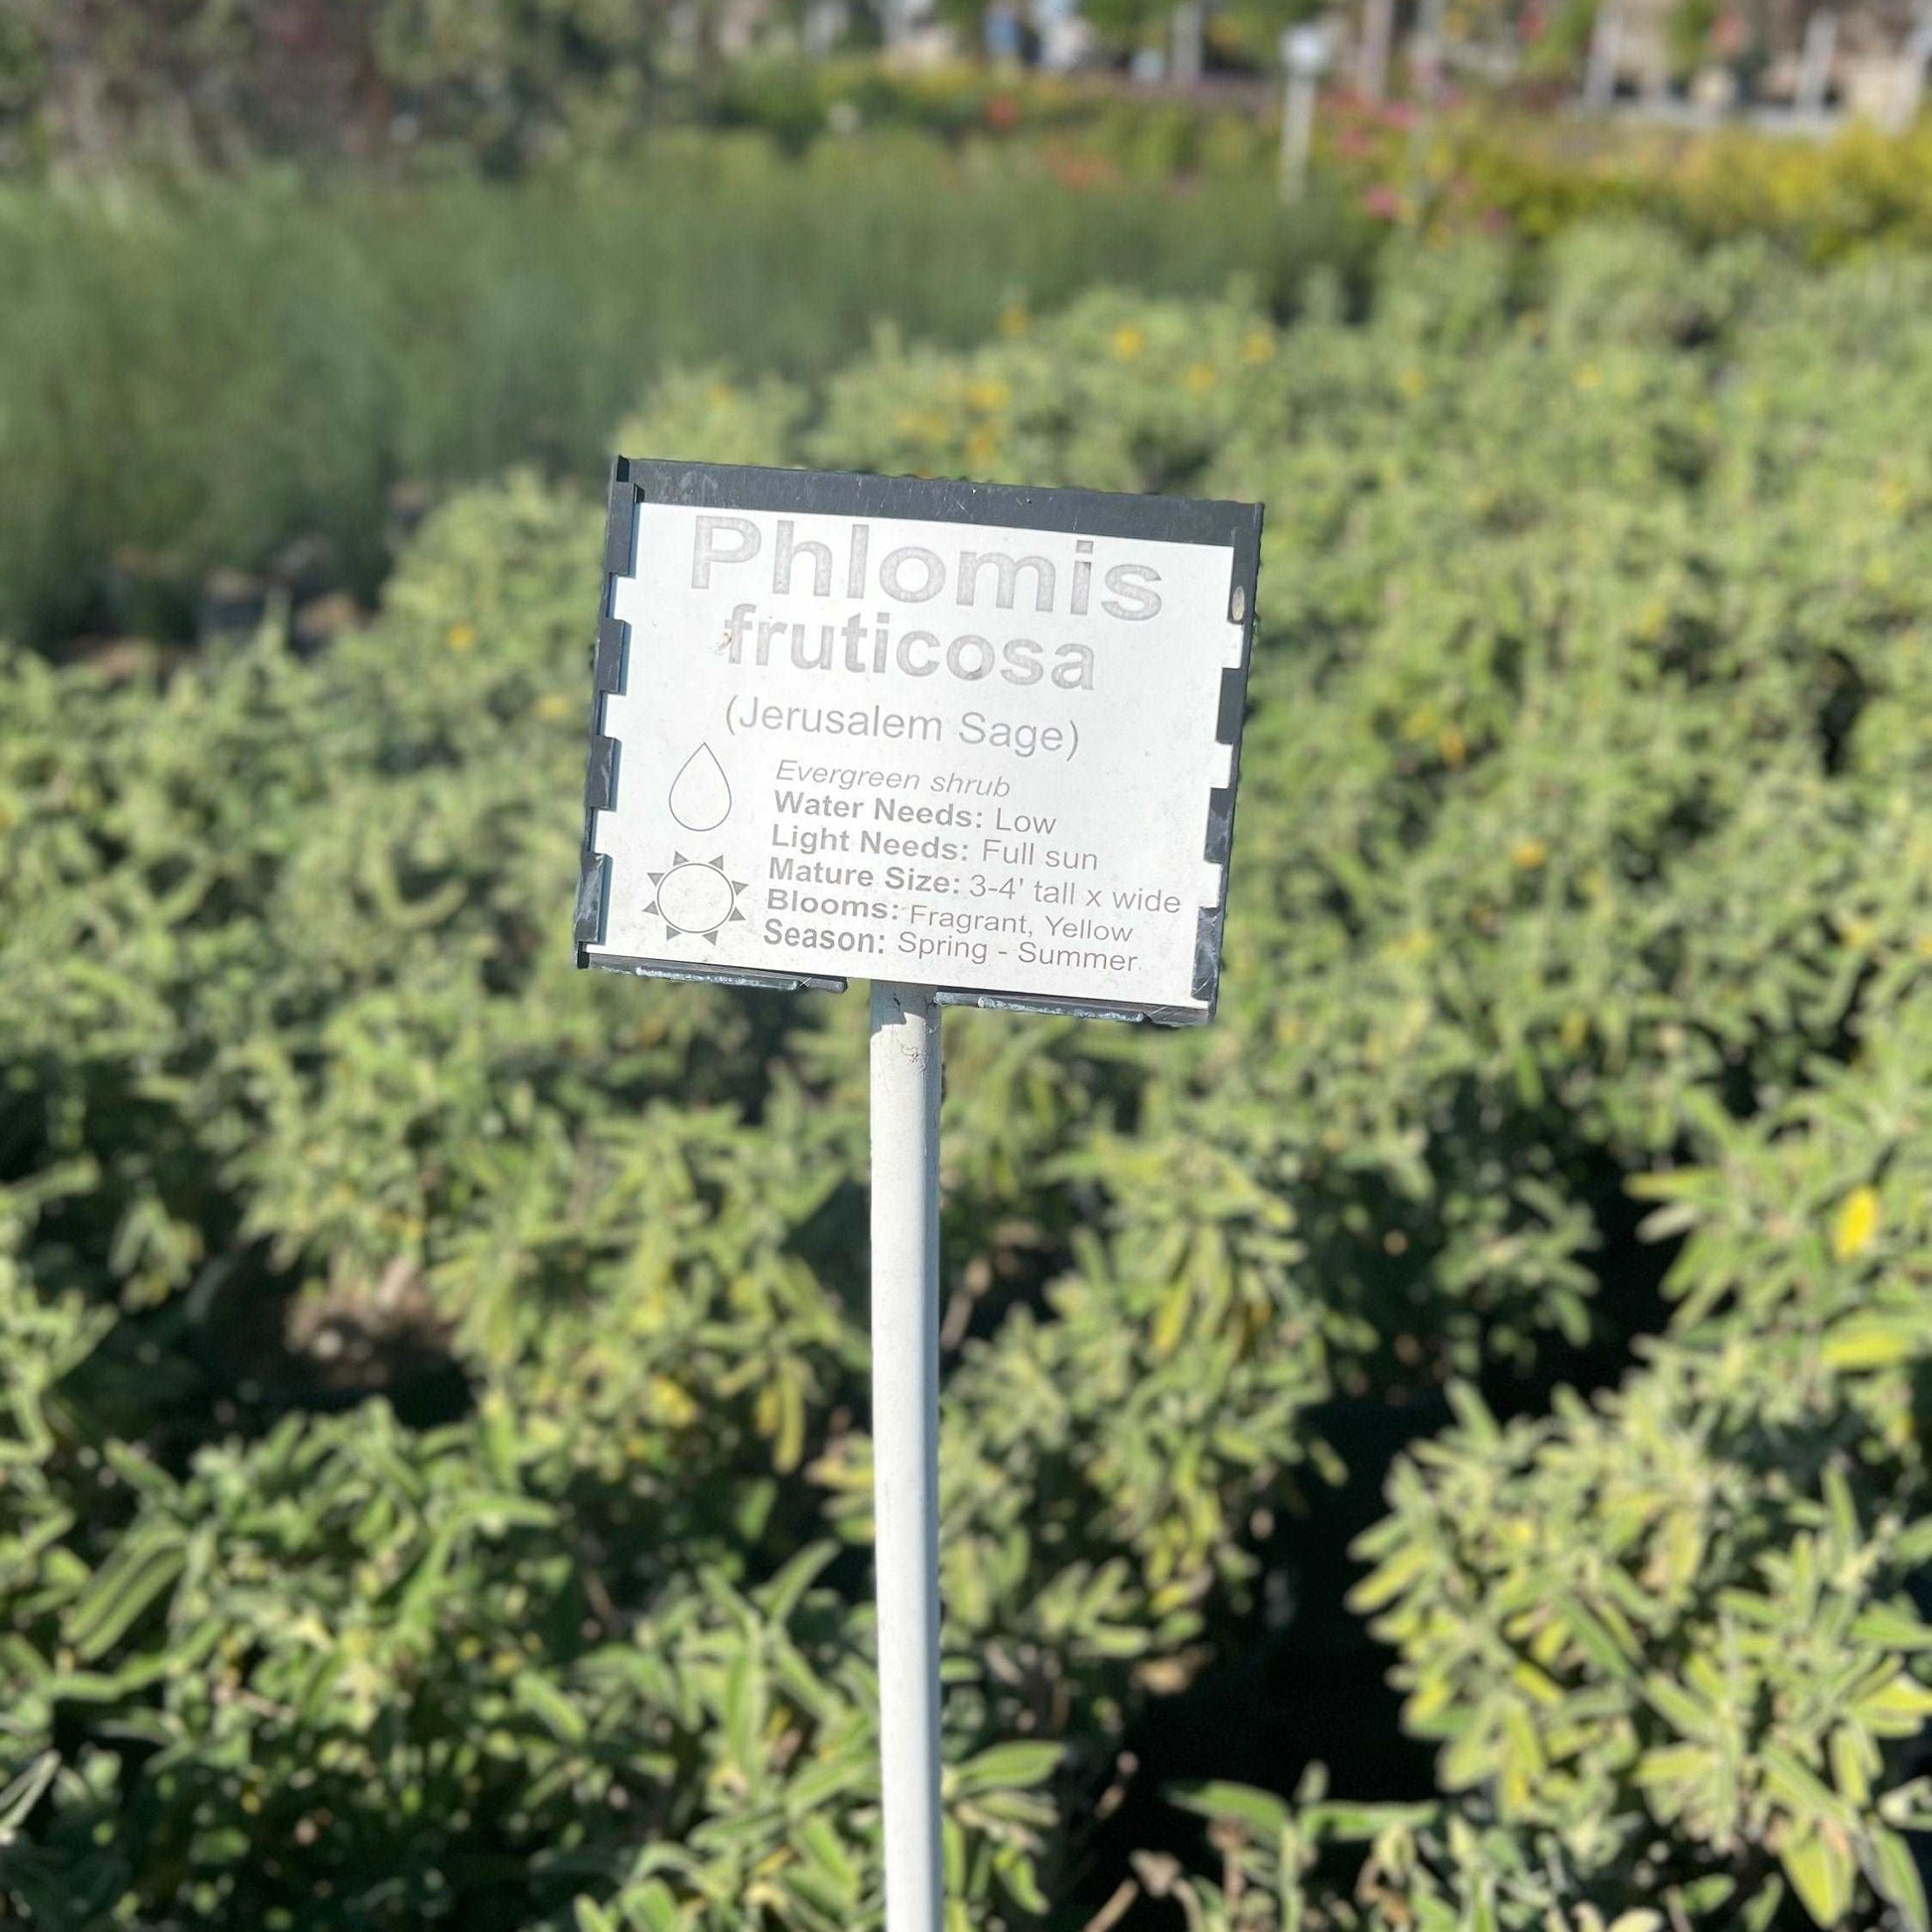 Phlomis
fruticosa
(Jerusalem Sage)
Evergreen shrub
Water Needs: Low
Light Needs: Full sun
Mature Size: 3-4' tall x wide
Blooms: Fragrant, Yellow
Season: Spring - Summer